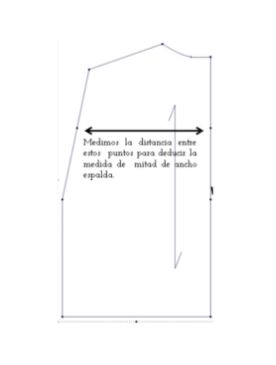 Medimos la distancia entre
estos puntos para deducir la
medida de mitad de ancho
espalda.